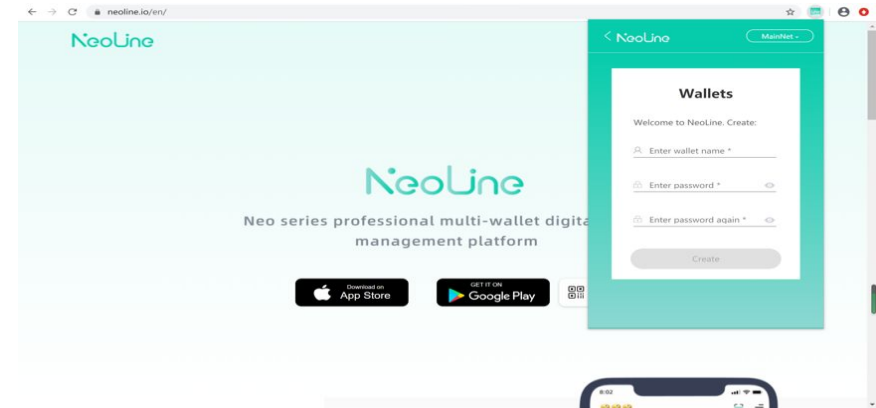 neoline.io/en/
NeoLine
NeoLine
Neo series professional multi-wallet digita
management platform
Download on
App Store
GET IT ON
Google Play
NeoLine
MainNet
Wallets
Welcome to NeoLine. Create:
Enter wallet name *
Enter password *
Enter password again *
Create
8:02